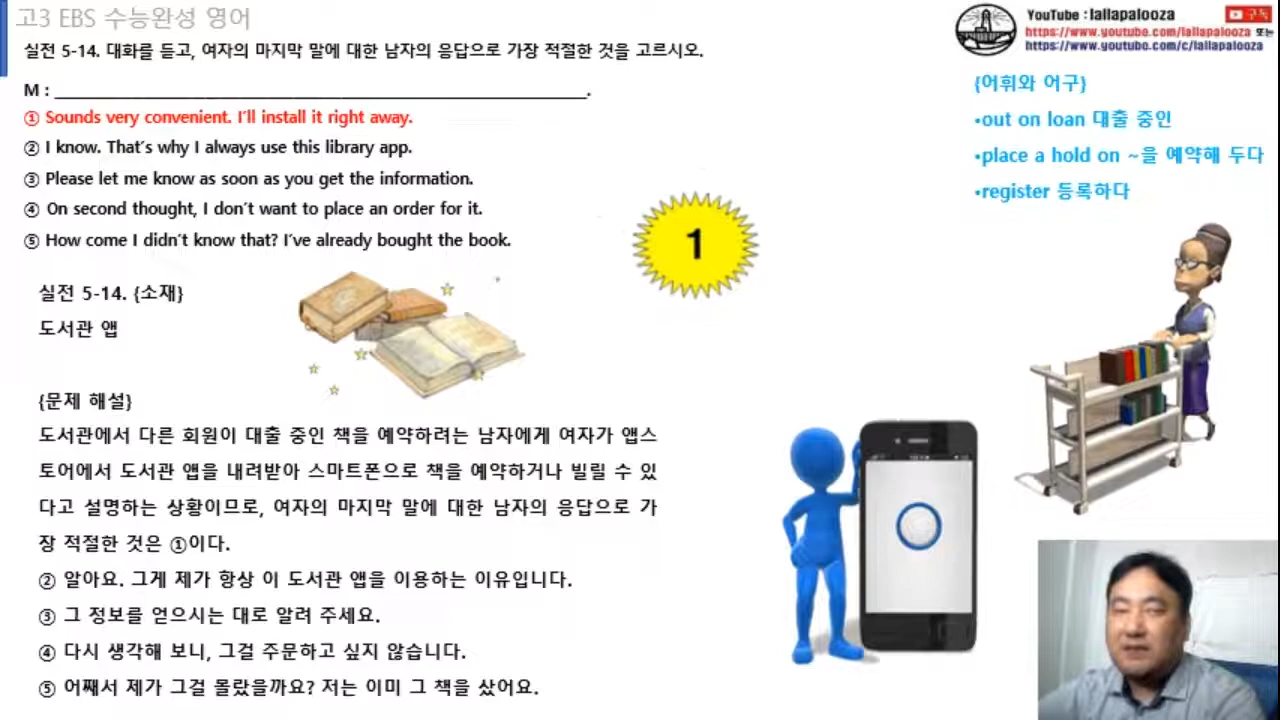 고3 EBS 수능완성 영어
YouTube : lallapalooza
구독
https://www.youtube.com/lallapalooza 또는
https://www.youtube.com/c/lallapalooza
실전 5-14. 대화를 듣고, 여자의 마지막 말에 대한 남자의 응답으로 가장 적절한 것을 고르시오.
M : ______________________________.
① Sounds very convenient. I'll install it right away.
② I know. That's why I always use this library app.
③ Please let me know as soon as you get the information.
④ On second thought, I don't want to place an order for it.
⑤ How come I didn't know that? I've already bought the book.
{어휘와 어구}
•out on loan 대출 중인
•place a hold on ~을 예약해 두다
•register 등록하다
1
실전 5-14. {소재}
도서관 앱
{문제 해설}
도서관에서 다른 회원이 대출 중인 책을 예약하려는 남자에게 여자가 앱스
토어에서 도서관 앱을 내려받아 스마트폰으로 책을 예약하거나 빌릴 수 있
다고 설명하는 상황이므로, 여자의 마지막 말에 대한 남자의 응답으로 가
장 적절한 것은 ①이다.
② 알아요. 그게 제가 항상 이 도서관 앱을 이용하는 이유입니다.
③ 그 정보를 얻으시는 대로 알려 주세요.
④ 다시 생각해 보니, 그걸 주문하고 싶지 않습니다.
⑤ 어째서 제가 그걸 몰랐을까요? 저는 이미 그 책을 샀어요.